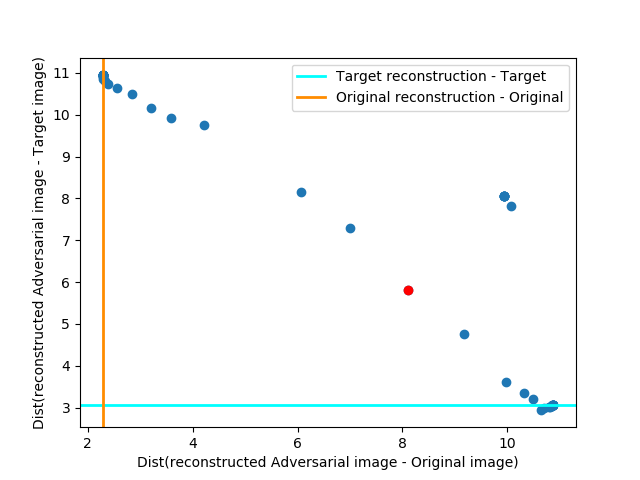 Target reconstruction - Target
Original reconstruction - Original
Dist(reconstructed Adversarial image - Target image)
11
10
9
8
7
6
5
4
3
2 4 6 8 10
Dist(reconstructed Adversarial image - Original image)